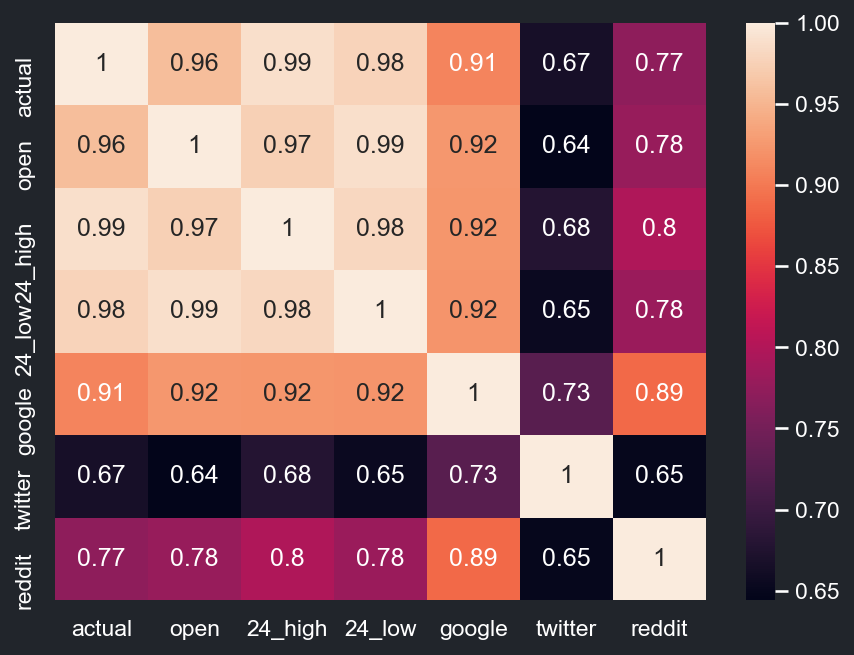 actual 1 0.96 0.99 0.98 0.91 0.67 0.77
open 0.96 1 0.97 0.99 0.92 0.64 0.78
24_high 0.99 0.97 1 0.98 0.92 0.68 0.8
24_low 0.98 0.99 0.98 1 0.92 0.65 0.78
google 0.91 0.92 0.92 0.92 1 0.73 0.89
twitter 0.67 0.64 0.68 0.65 0.73 1 0.65
reddit 0.77 0.78 0.8 0.78 0.89 0.65 1
actual open 24_high 24_low google twitter reddit
1.00
0.95
0.90
0.85
0.80
0.75
0.70
0.65